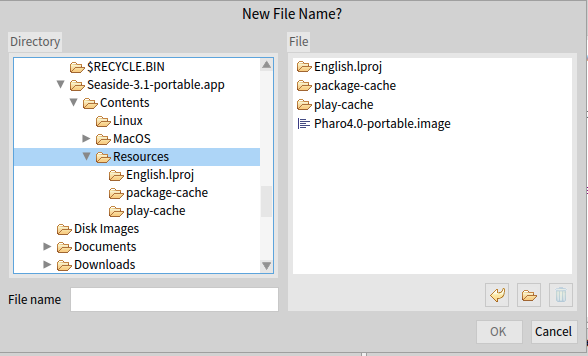 New File Name?
Directory
$RECYCLE.BIN
Seaside-3.1-portable.app
Contents
Linux
MacOS
Resources
English.lproj
package-cache
play-cache
Disk Images
Documents
Downloads
File
English.lproj
package-cache
play-cache
Pharo4.0-portable.image
File name
OK
Cancel